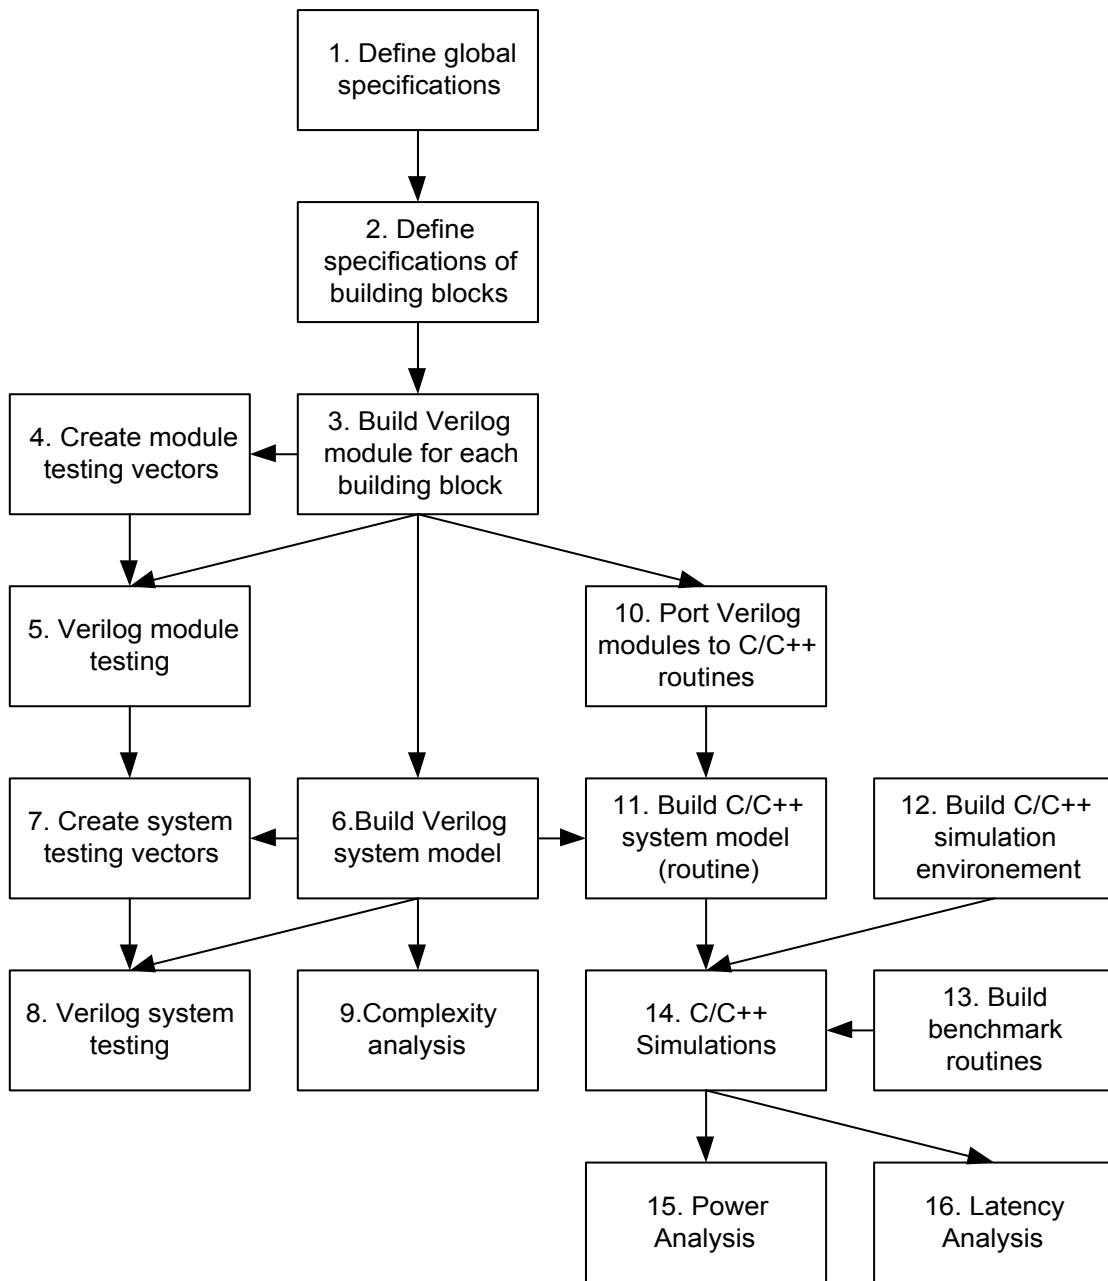 1. Define global
specifications
2. Define
specifications of
building blocks
4. Create module
testing vectors
3. Build Verilog
module for each
building block
5. Verilog module
testing
10. Port Verilog
modules to C/C++
routines
7. Create system
testing vectors
6.Build Verilog
system model
11. Build C/C++
system model
(routine)
12. Build C/C++
simulation
environement
8. Verilog system
testing
9.Complexity
analysis
14. C/C++
Simulations
13. Build
benchmark
routines
15. Power
Analysis
16. Latency
Analysis